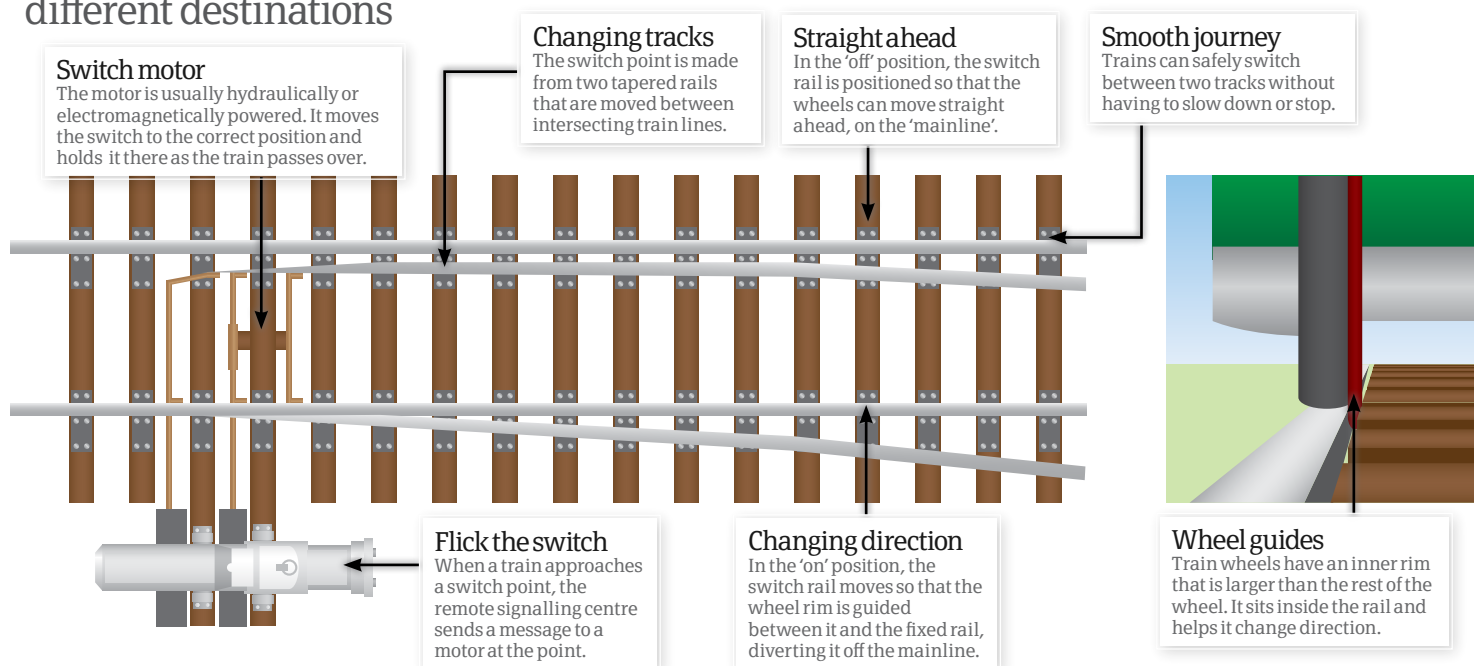 different destinations
Switch motor
The motor is usually hydraulically or
electromagnetically powered. It moves
the switch to the correct position and
holds it there as the train passes over.
Changing tracks
The switch point is made
from two tapered rails
that are moved between
intersecting train lines.
Straight ahead
In the ‘off’ position, the switch
rail is positioned so that the
wheels can move straight
ahead, on the ‘mainline’.
Smooth journey
Trains can safely switch
between two tracks without
having to slow down or stop.
Flick the switch
When a train approaches
a switch point, the
remote signalling centre
sends a message to a
motor at the point.
Changing direction
In the ‘on’ position, the
switch rail moves so that the
wheel rim is guided
between it and the fixed rail,
diverting it off the mainline.
Wheel guides
Train wheels have an inner rim
that is larger than the rest of the
wheel. It sits inside the rail and
helps it change direction.